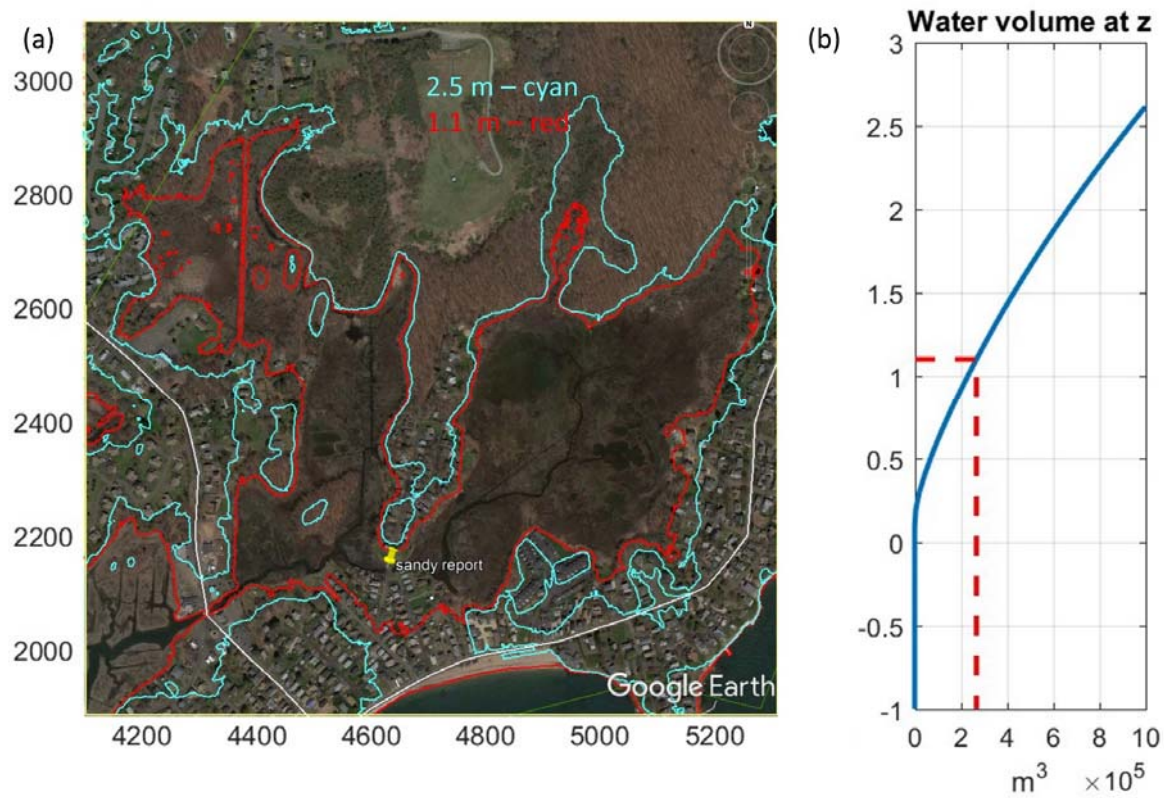 (a)
3000
2800
2600
2400
2200
2000
4200 4400 4600 4800 5000 5200
N
2.5 m – cyan
1.1 m – red
sandy report
Google Earth
(b)
Water volume at z
3
2.5
2
1.5
1
0.5
0
-0.5
-1
0 2 4 6 8 10
m³ ×10⁵